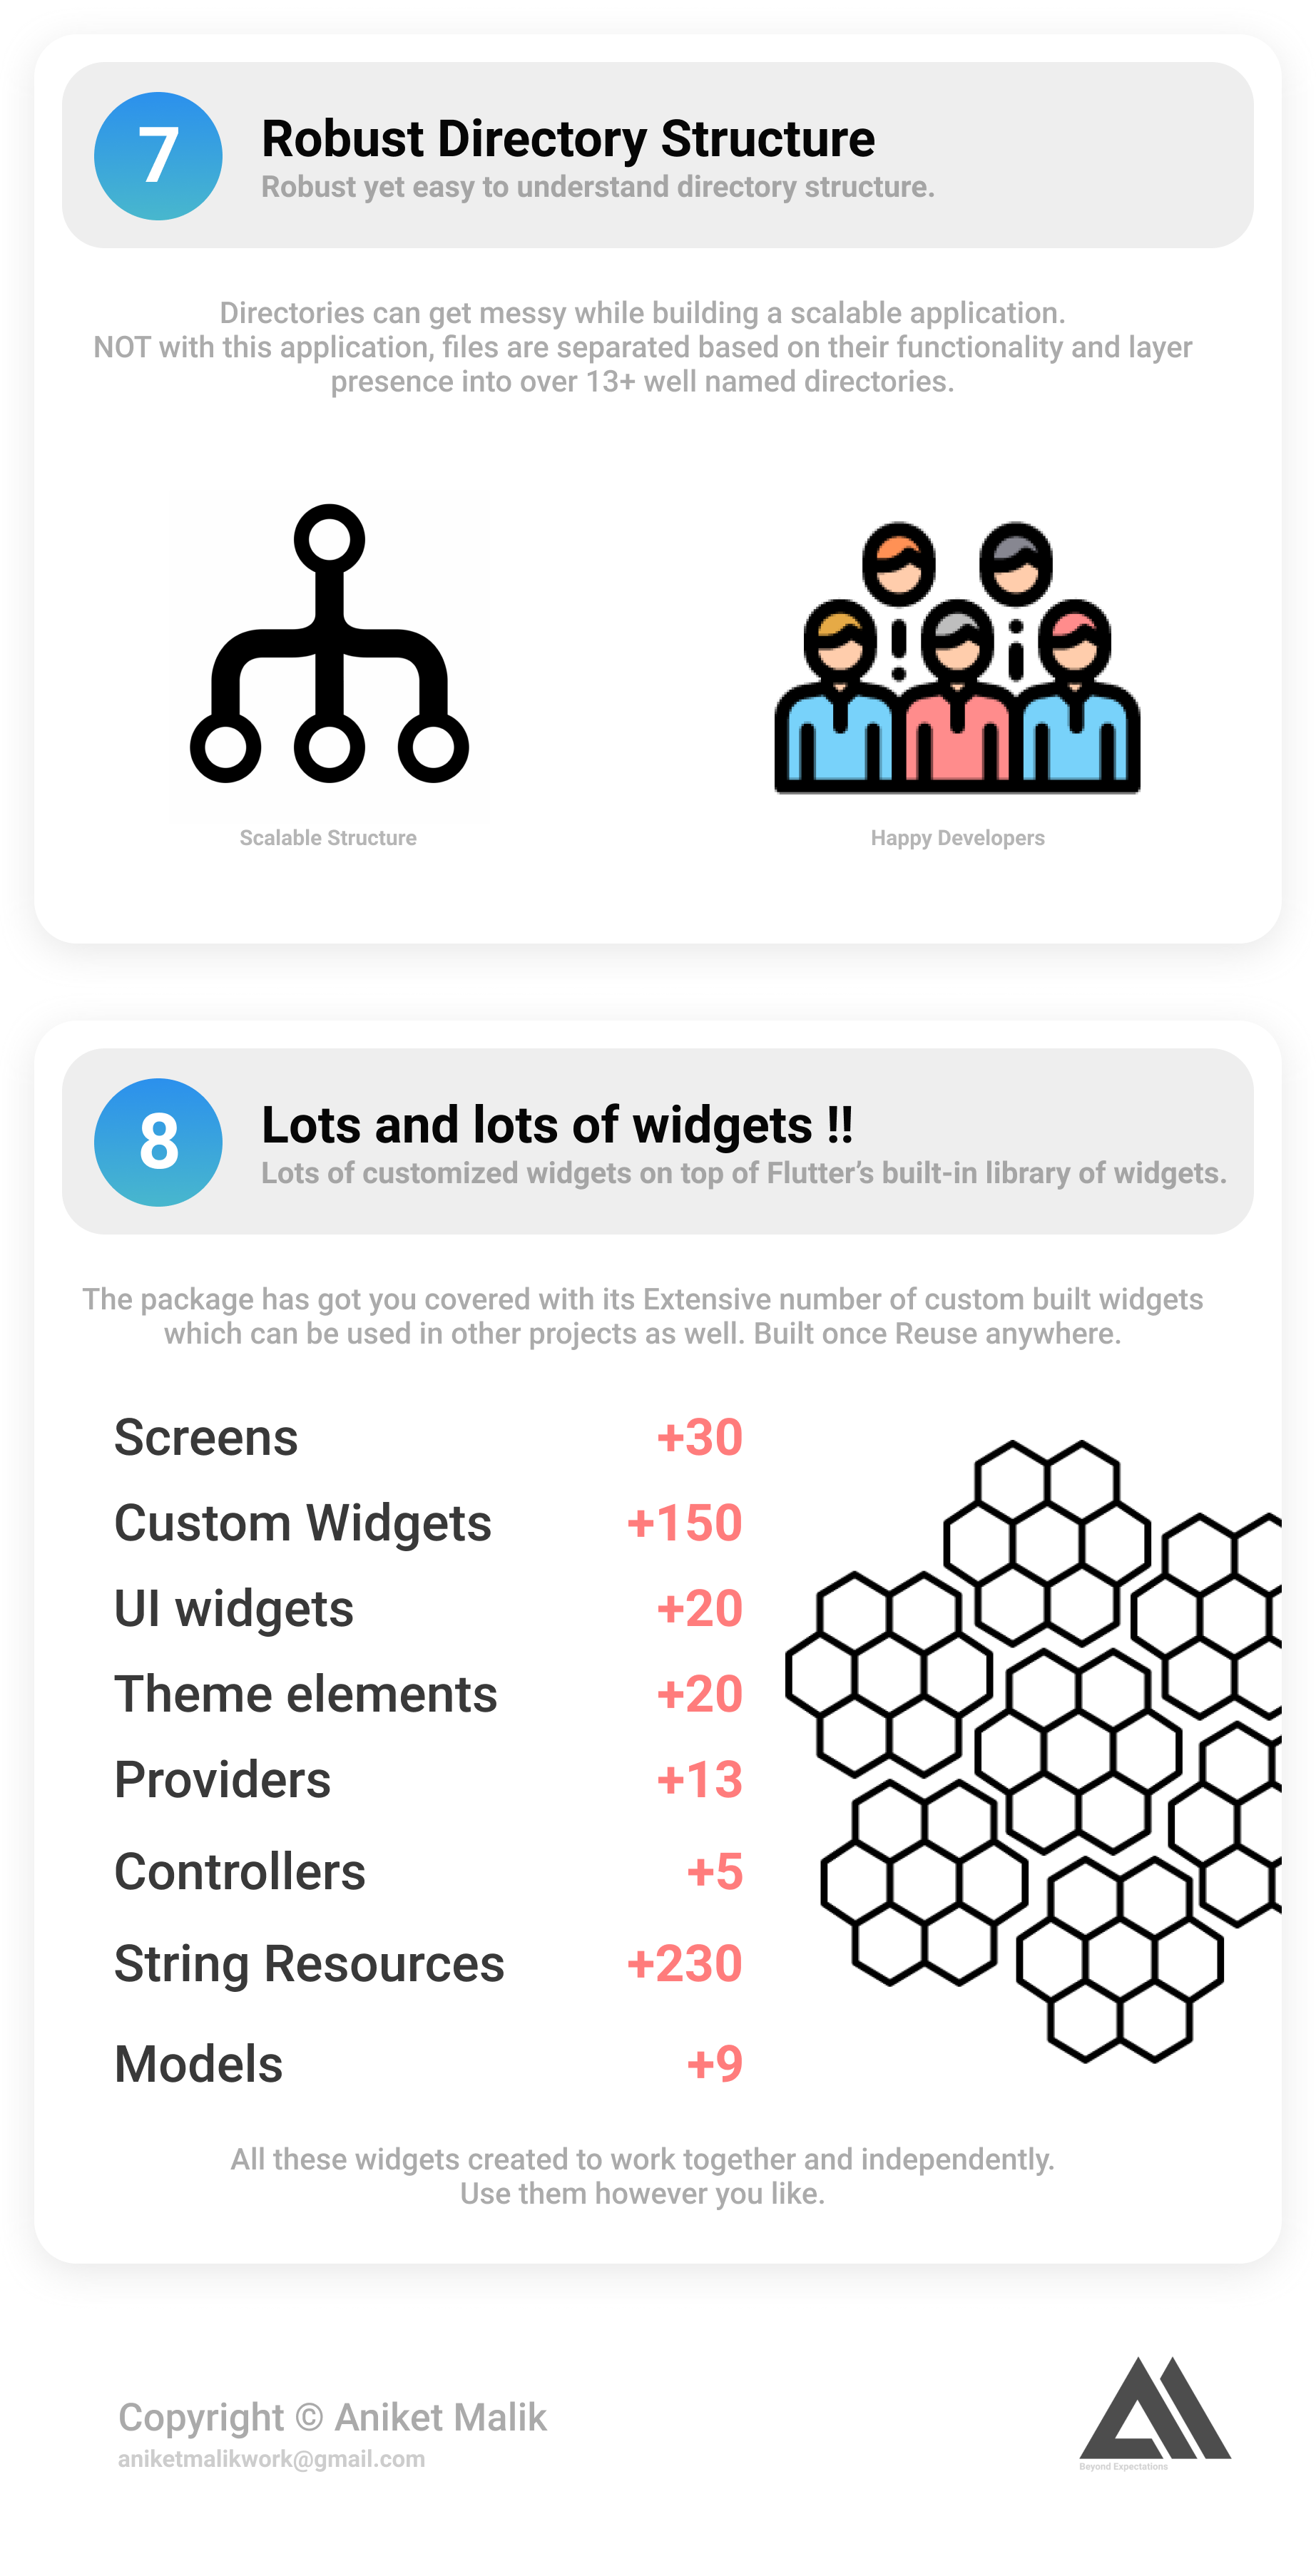 7
Robust Directory Structure
Robust yet easy to understand directory structure.
Directories can get messy while building a scalable application.
NOT with this application, files are separated based on their functionality and layer
presence into over 13+ well named directories.
Scalable Structure
Happy Developers
8
Lots and lots of widgets !!
Lots of customized widgets on top of Flutter’s built-in library of widgets.
The package has got you covered with its Extensive number of custom built widgets
which can be used in other projects as well. Built once Reuse anywhere.
Screens +30
Custom Widgets +150
UI widgets +20
Theme elements +20
Providers +13
Controllers +5
String Resources +230
Models +9
All these widgets created to work together and independently.
Use them however you like.
Copyright © Aniket Malik
aniketmalikwork@gmail.com
Beyond Expectations